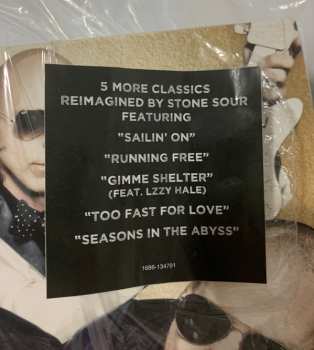 5 MORE CLASSICS
REIMAGINED BY STONE SOUR
FEATURING
"SAILIN' ON"
"RUNNING FREE"
"GIMME SHELTER"
(FEAT. LZZY HALE)
"TOO FAST FOR LOVE"
"SEASONS IN THE ABYSS"
1686-134791